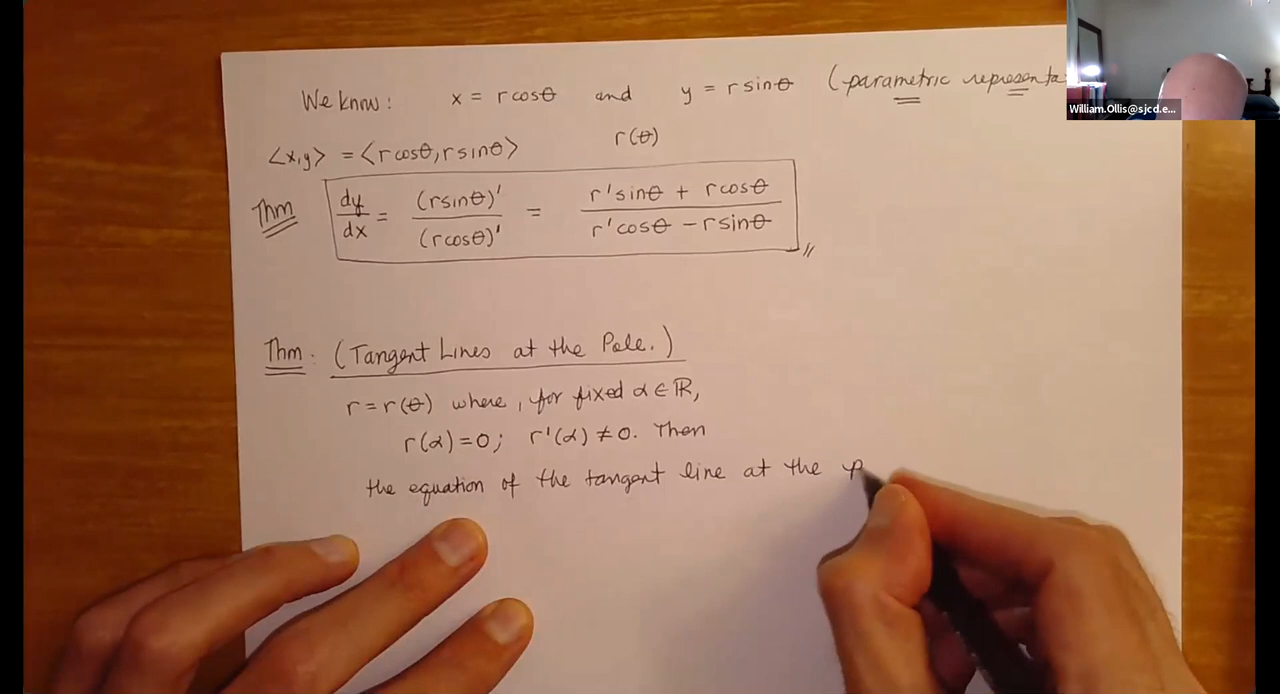 We know: x = r cosθ and y = r sinθ (parametric
William.Ollis@sjcd.e...
⟨x,y⟩ = ⟨r cosθ, r sinθ⟩ r(θ)
Thm dy/dx = (r sinθ)'/(r cosθ)' = (r' sinθ + r cosθ)/(r' cosθ − r sinθ) //
Thm. (Tangent Lines at the Pole.)
r = r(θ) where, for fixed α ∈ ℝ,
r(α) = 0; r'(α) ≠ 0. Then
the equation of the tangent line at the